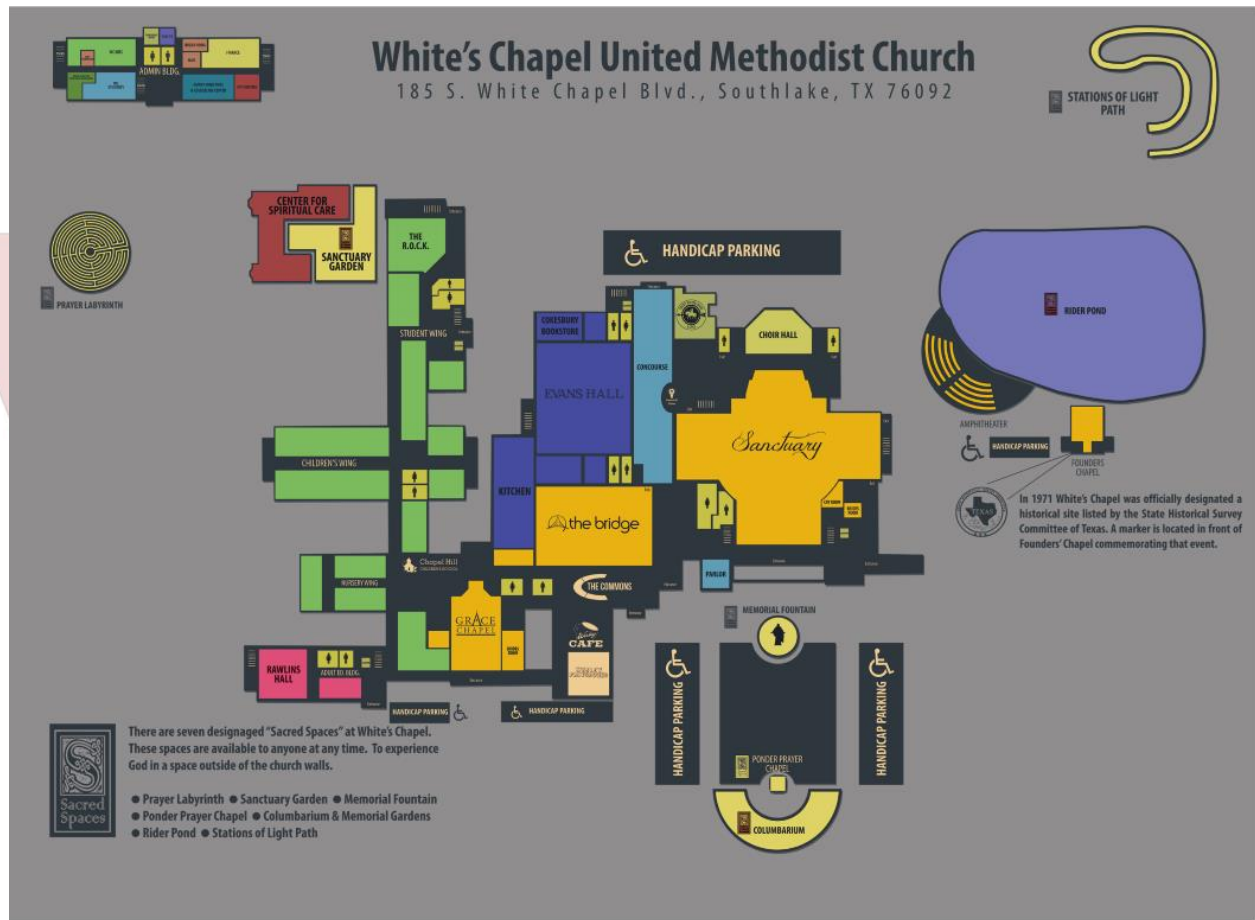 White's Chapel United Methodist Church
185 S. White Chapel Blvd., Southlake, TX 76092
ADMIN BLDG.
STATIONS OF LIGHT
PATH
CENTER FOR
SPIRITUAL CARE
SANCTUARY
GARDEN
THE
R.O.C.K.
PRAYER LABYRINTH
HANDICAP PARKING
STUDENT WING
COKESBURY
BOOKSTORE
EVANS HALL
CONCOURSE
CHOIR HALL
RIDER POND
AMPHITHEATER
HANDICAP PARKING
FOUNDERS
CHAPEL
Sanctuary
CHILDREN'S WING
KITCHEN
the bridge
TEXAS
In 1971 White's Chapel was officially designated a
historical site listed by the State Historical Survey
Committee of Texas. A marker is located in front of
Founders' Chapel commemorating that event.
Chapel Hill
NURSERY WING
THE COMMONS
PARLOR
GRACE
CHAPEL
CAFE
MEMORIAL FOUNTAIN
RAWLINS
HALL
ADULT ED. BLDG.
HANDICAP PARKING
HANDICAP PARKING
HANDICAP PARKING
HANDICAP PARKING
PONDER PRAYER
CHAPEL
COLUMBARIUM
Sacred
Spaces
There are seven designaged "Sacred Spaces" at White's Chapel.
These spaces are available to anyone at any time. To experience
God in a space outside of the church walls.
● Prayer Labyrinth ● Sanctuary Garden ● Memorial Fountain
● Ponder Prayer Chapel ● Columbarium & Memorial Gardens
● Rider Pond ● Stations of Light Path